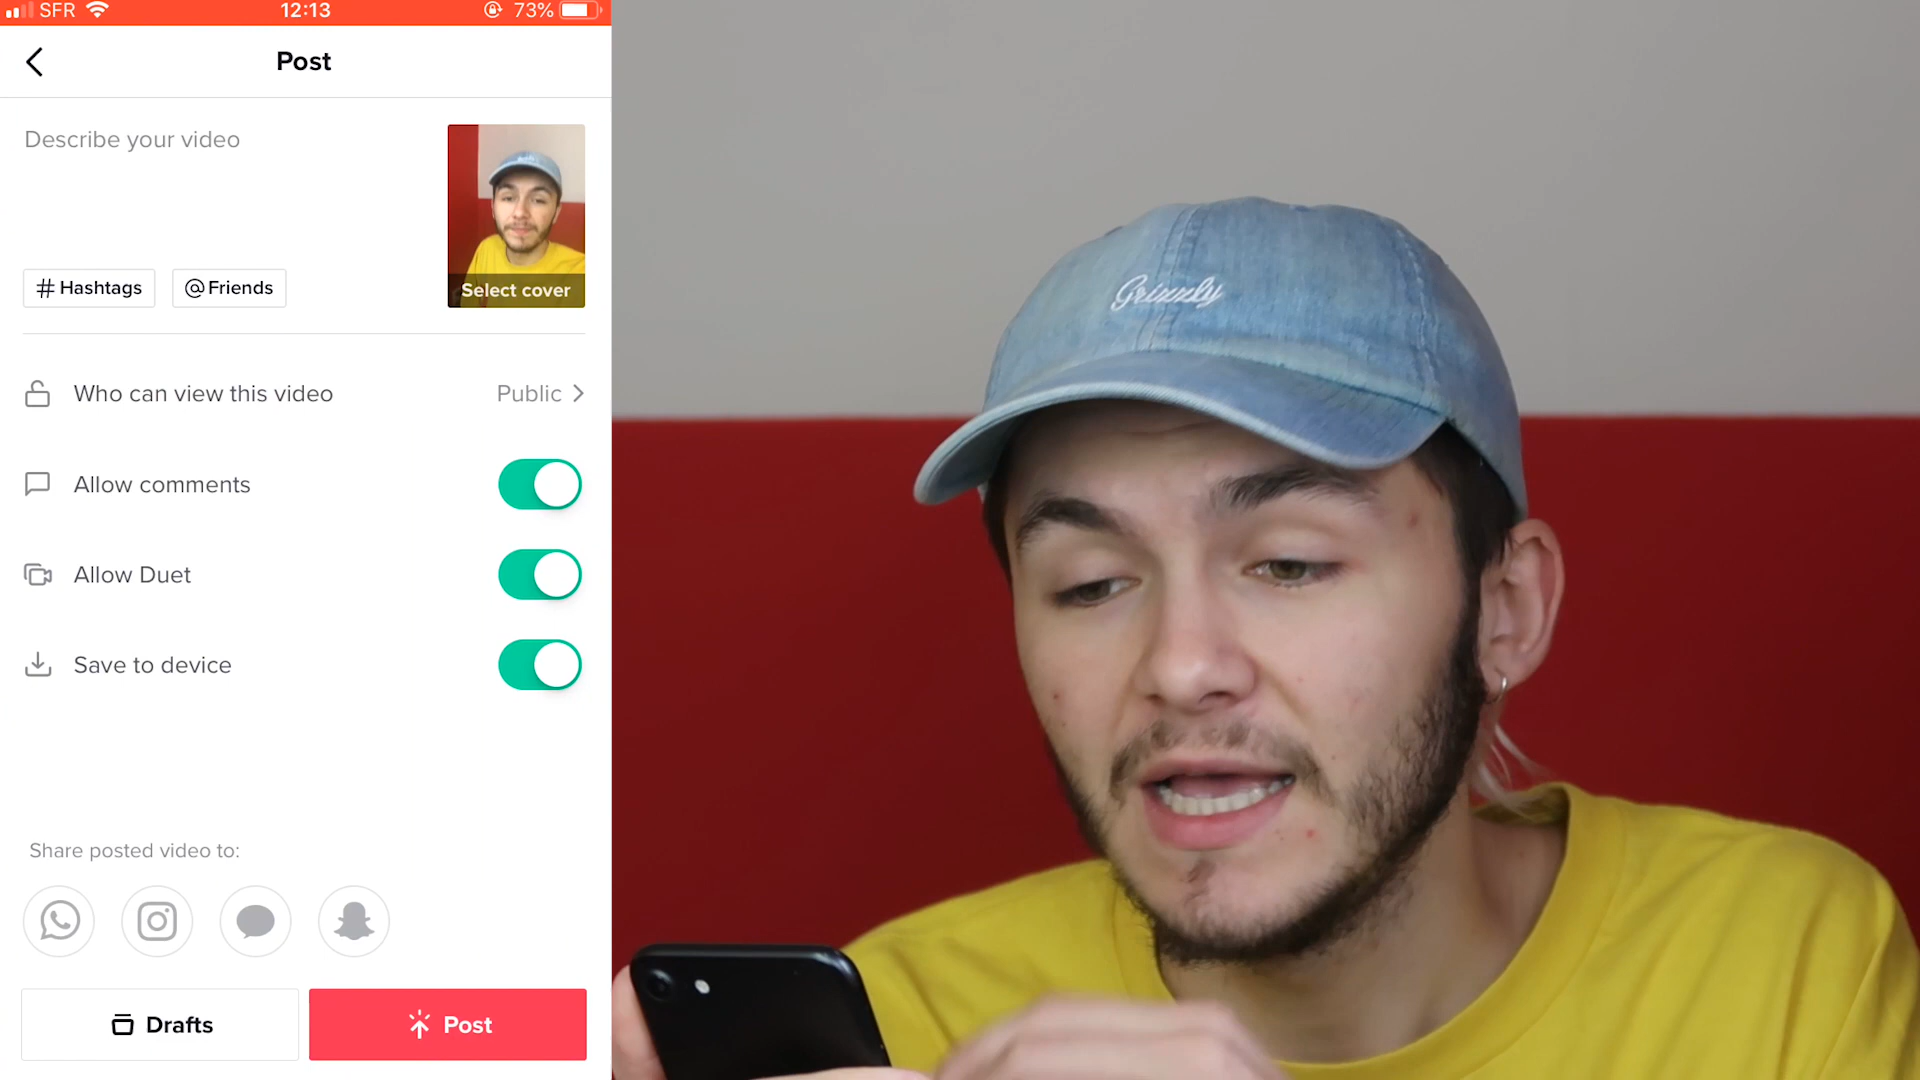 SFR 12:13 73%
Post
Describe your video
# Hashtags @ Friends
Select cover
Who can view this video Public
Allow comments
Allow Duet
Save to device
Share posted video to:
Drafts Post
Grizzly